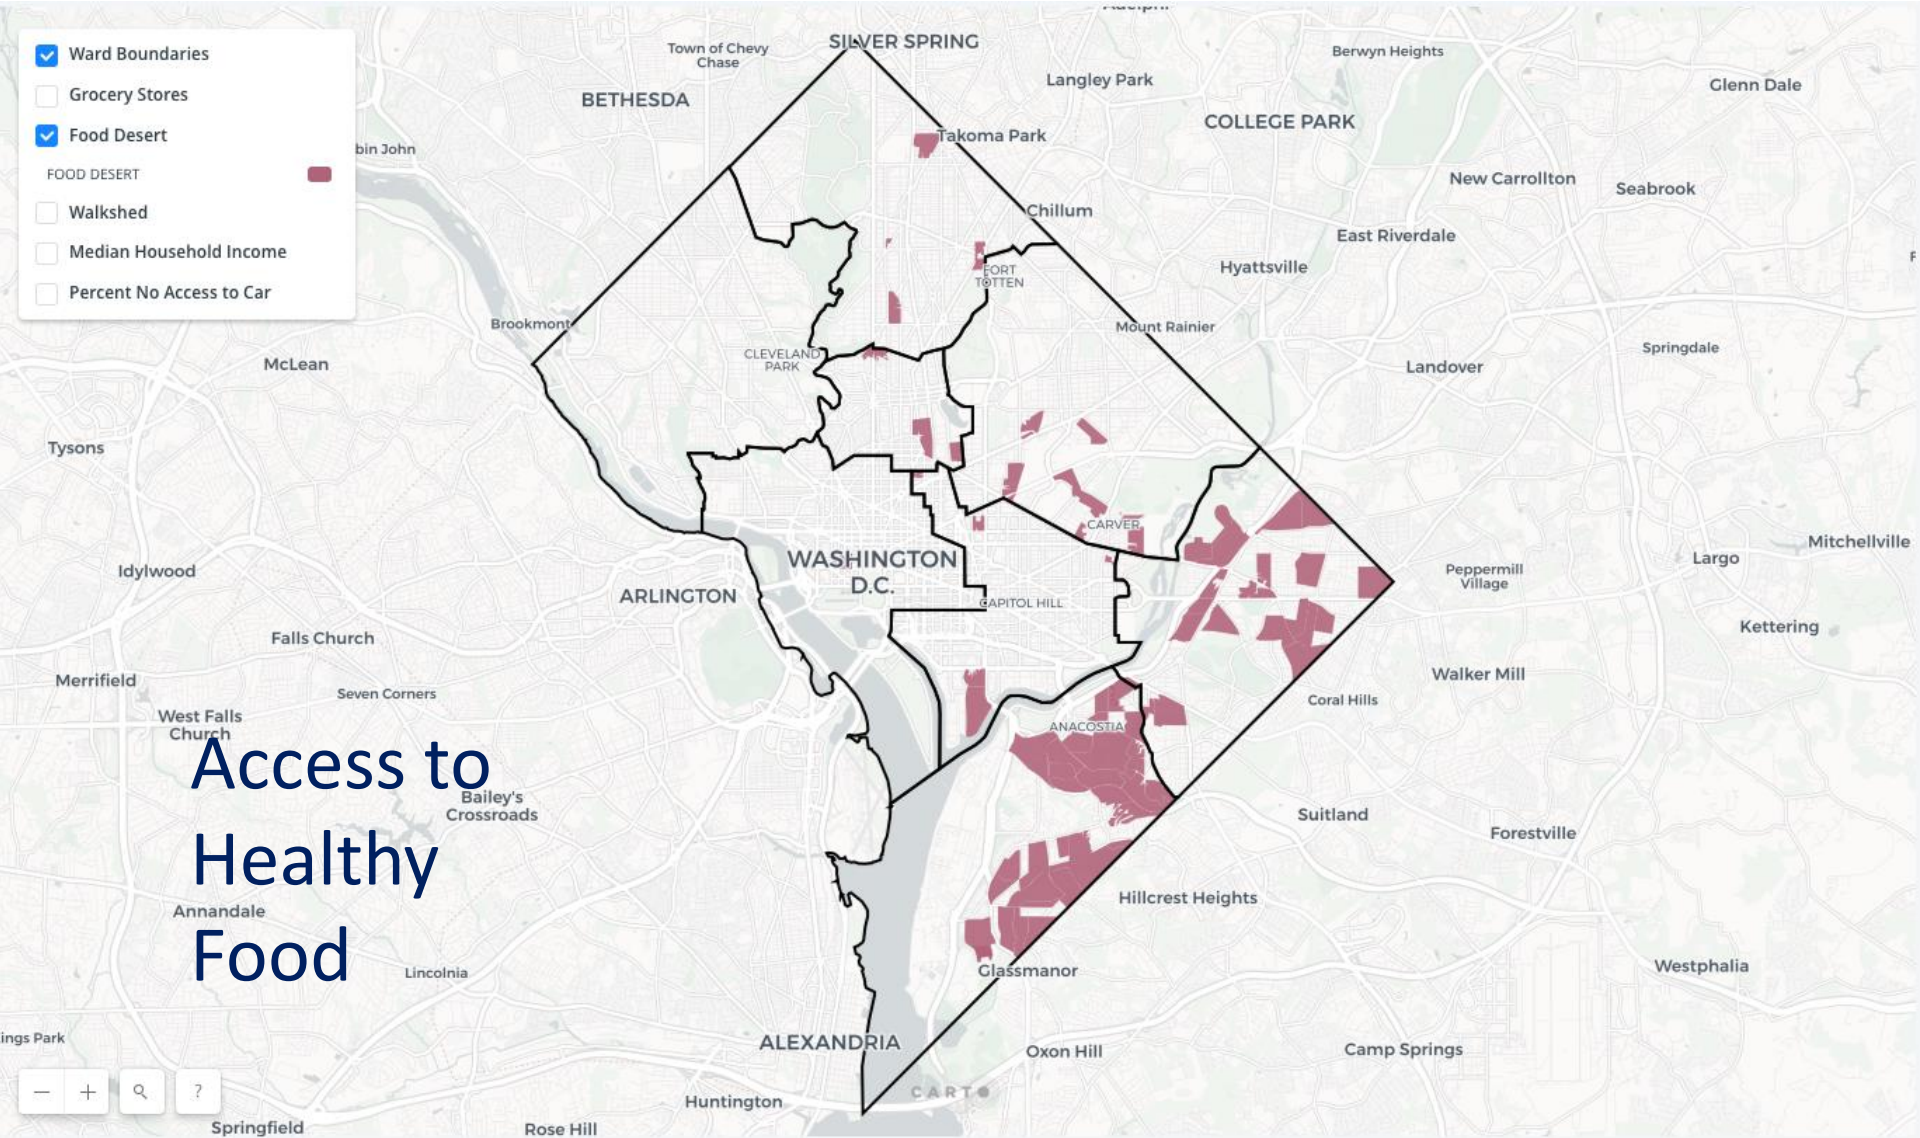 Ward Boundaries
Grocery Stores
Food Desert
FOOD DESERT
Walkshed
Median Household Income
Percent No Access to Car
Adelphi
SILVER SPRING
Town of Chevy
Chase
Berwyn Heights
Langley Park
Glenn Dale
BETHESDA
COLLEGE PARK
Takoma Park
bin John
New Carrollton
Seabrook
Chillum
East Riverdale
Hyattsville
FORT
TOTTEN
Brookmont
Mount Rainier
CLEVELAND
PARK
McLean
Landover
Springdale
Tysons
CARVER
WASHINGTON
D.C.
Idylwood
ARLINGTON
CAPITOL HILL
Peppermill
Village
Largo
Mitchellville
Falls Church
Kettering
Merrifield
Seven Corners
Walker Mill
Coral Hills
West Falls
Church
ANACOSTIA
Access to
Healthy
Food
Bailey's
Crossroads
Suitland
Forestville
Annandale
Hillcrest Heights
Lincolnia
Glassmanor
Westphalia
ings Park
ALEXANDRIA
Oxon Hill
Camp Springs
− + ?
CARTO
Huntington
Springfield
Rose Hill